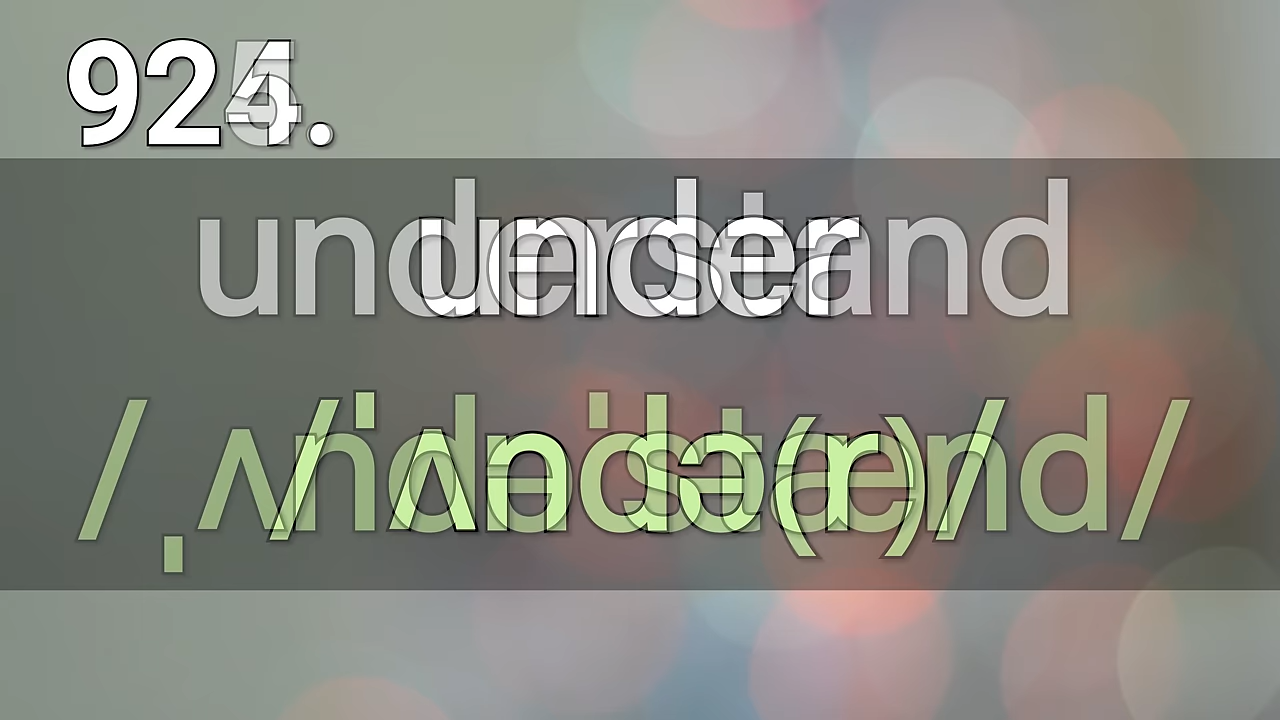 924.
925.
under
understand
/ˈʌndə(r)/
/ˌʌndəˈstænd/